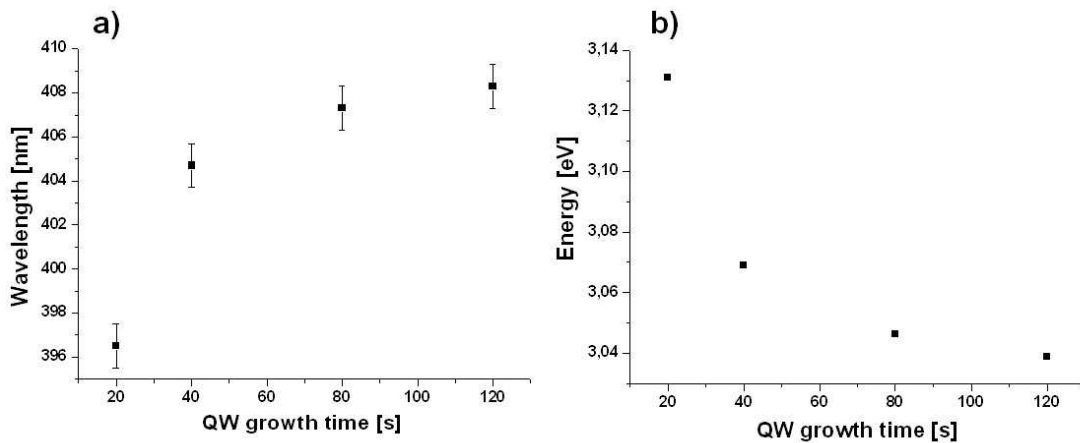 a)
Wavelength [nm]
410
408
406
404
402
400
398
396
20 40 60 80 100 120
QW growth time [s]
b)
Energy [eV]
3,14
3,12
3,10
3,08
3,06
3,04
20 40 60 80 100 120
QW growth time [s]